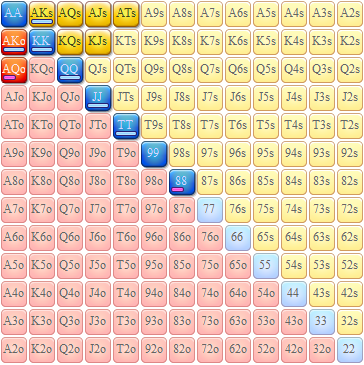 AA AKs AQs AJs ATs A9s A8s A7s A6s A5s A4s A3s A2s
AKo KK KQs KJs KTs K9s K8s K7s K6s K5s K4s K3s K2s
AQo KQo QQ QJs QTs Q9s Q8s Q7s Q6s Q5s Q4s Q3s Q2s
AJo KJo QJo JJ JTs J9s J8s J7s J6s J5s J4s J3s J2s
ATo KTo QTo JTo TT T9s T8s T7s T6s T5s T4s T3s T2s
A9o K9o Q9o J9o T9o 99 98s 97s 96s 95s 94s 93s 92s
A8o K8o Q8o J8o T8o 98o 88 87s 86s 85s 84s 83s 82s
A7o K7o Q7o J7o T7o 97o 87o 77 76s 75s 74s 73s 72s
A6o K6o Q6o J6o T6o 96o 86o 76o 66 65s 64s 63s 62s
A5o K5o Q5o J5o T5o 95o 85o 75o 65o 55 54s 53s 52s
A4o K4o Q4o J4o T4o 94o 84o 74o 64o 54o 44 43s 42s
A3o K3o Q3o J3o T3o 93o 83o 73o 63o 53o 43o 33 32s
A2o K2o Q2o J2o T2o 92o 82o 72o 62o 52o 42o 32o 22